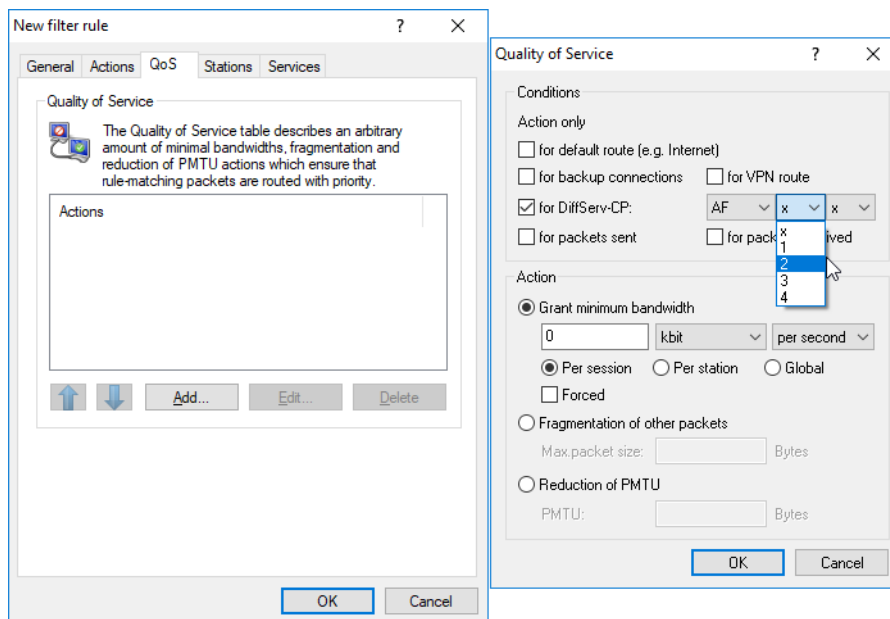 New filter rule ?
General Actions QoS Stations Services
Quality of Service
The Quality of Service table describes an arbitrary
amount of minimal bandwidths, fragmentation and
reduction of PMTU actions which ensure that
rule-matching packets are routed with priority.
Actions
Add... Edit... Delete
OK Cancel
Quality of Service ?
Conditions
Action only
for default route (e.g. Internet)
for backup connections for VPN route
for DiffServ-CP: AF x x
for packets sent for pack ived
x
1
2
3
4
Action
Grant minimum bandwidth
0 kbit per second
Per session Per station Global
Forced
Fragmentation of other packets
Max.packet size: Bytes
Reduction of PMTU
PMTU: Bytes
OK Cancel